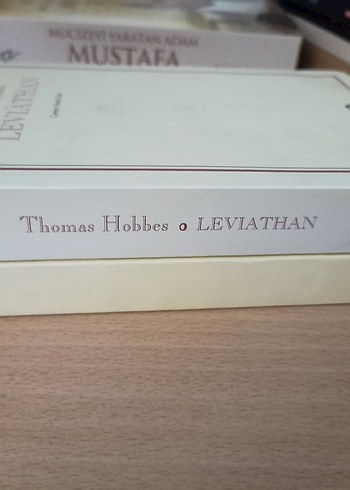 MUCİZEYİ YARATAN ADAM
MUSTAFA
LEVIATHAN
Thomas Hobbes o LEVIATHAN